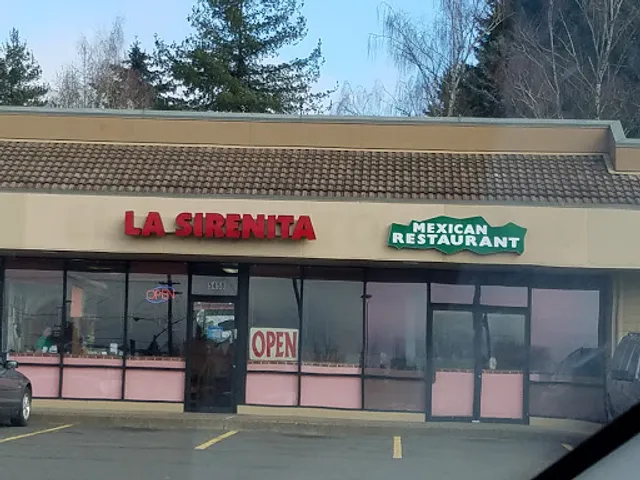 LA SIRENITA
MEXICAN
RESTAURANT
OPEN
OPEN